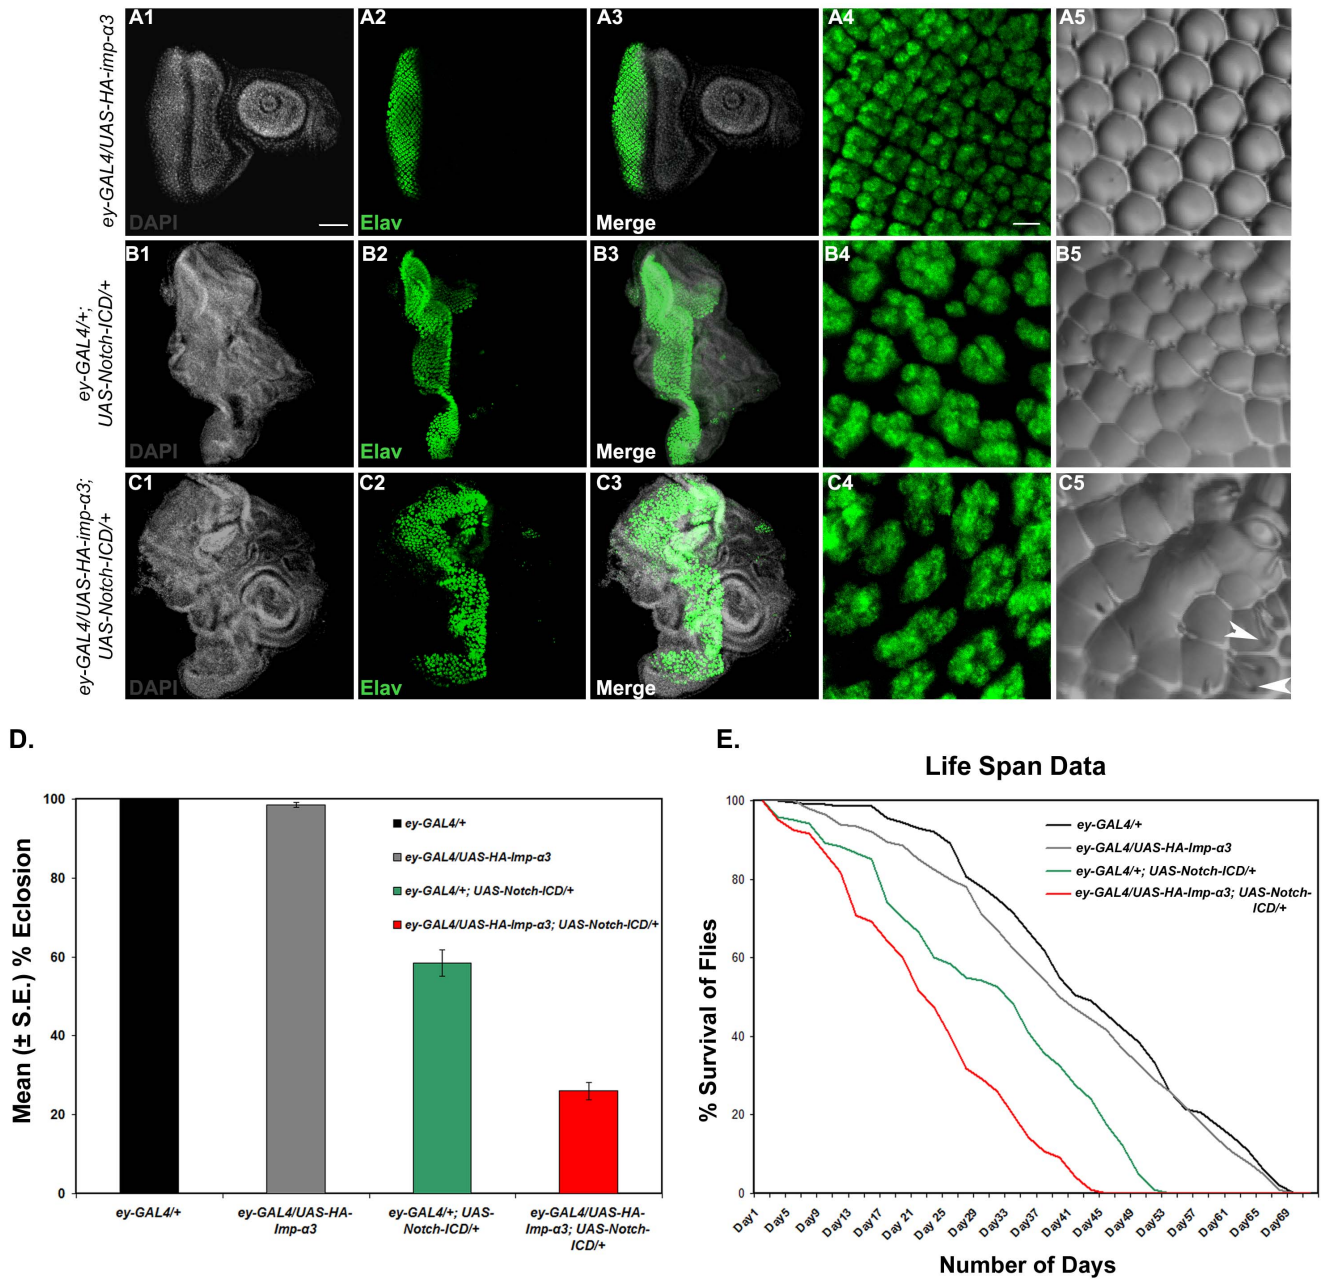 ey-GAL4/UAS-HA-imp-α3
A1
A2
A3
A4
A5
DAPI
Elav
Merge
ey-GAL4/+;
UAS-Notch-ICD/+
B1
B2
B3
B4
B5
DAPI
Elav
Merge
ey-GAL4/UAS-HA-imp-α3;
UAS-Notch-ICD/+
C1
C2
C3
C4
C5
DAPI
Elav
Merge
D.
Mean (± S.E.) % Eclosion
100
80
60
40
20
0
ey-GAL4/+
ey-GAL4/UAS-HA-Imp-α3
ey-GAL4/+; UAS-Notch-ICD/+
ey-GAL4/UAS-HA-Imp-α3; UAS-Notch-ICD/+
ey-GAL4/+
ey-GAL4/UAS-HA-
Imp-α3
ey-GAL4/+; UAS-
Notch-ICD/+
ey-GAL4/UAS-HA-
Imp-α3; UAS-Notch-
ICD/+
E.
Life Span Data
% Survival of Flies
100
80
60
40
20
0
ey-GAL4/+
ey-GAL4/UAS-HA-Imp-α3
ey-GAL4/+; UAS-Notch-ICD/+
ey-GAL4/UAS-HA-Imp-α3; UAS-Notch-
ICD/+
Day1
Day5
Day9
Day13
Day17
Day 21
Day 25
Day29
Day33
Day37
Day41
Day45
Day49
Day53
Day57
Day61
Day65
Day69
Number of Days